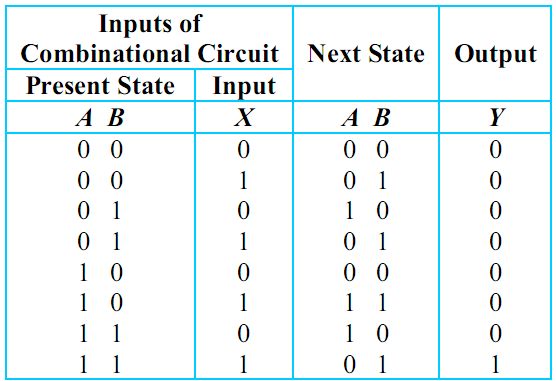 Inputs of
Combinational Circuit Next State Output
Present State Input
A B X A B Y
0 0 0 0 0 0
0 0 1 0 1 0
0 1 0 1 0 0
0 1 1 0 1 0
1 0 0 0 0 0
1 0 1 1 1 0
1 1 0 1 0 0
1 1 1 0 1 1